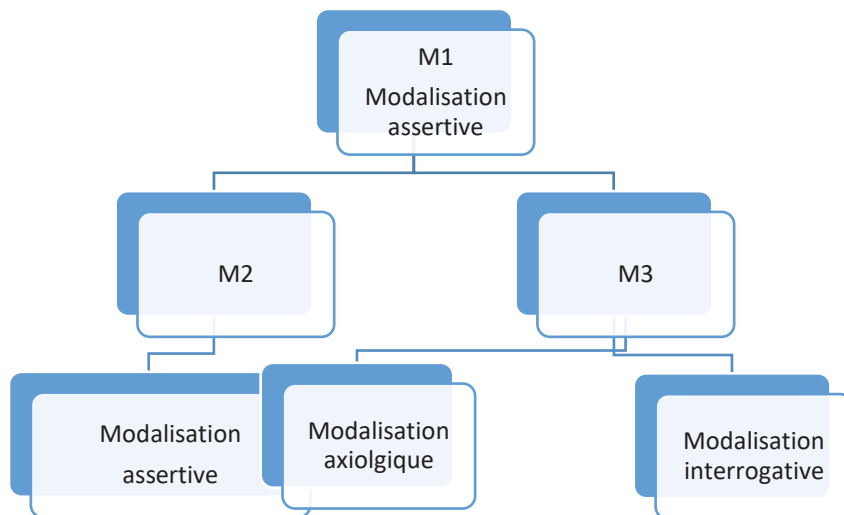 M1
Modalisation
assertive
M2
M3
Modalisation
assertive
Modalisation
axiolgique
Modalisation
interrogative